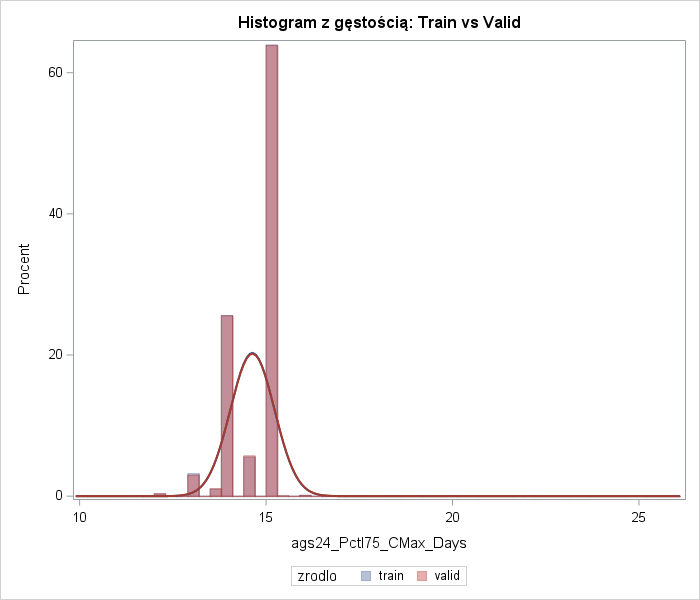 Histogram z gęstością: Train vs Valid
Procent
60
40
20
0
10 15 20 25
ags24_Pctl75_CMax_Days
zrodlo train valid